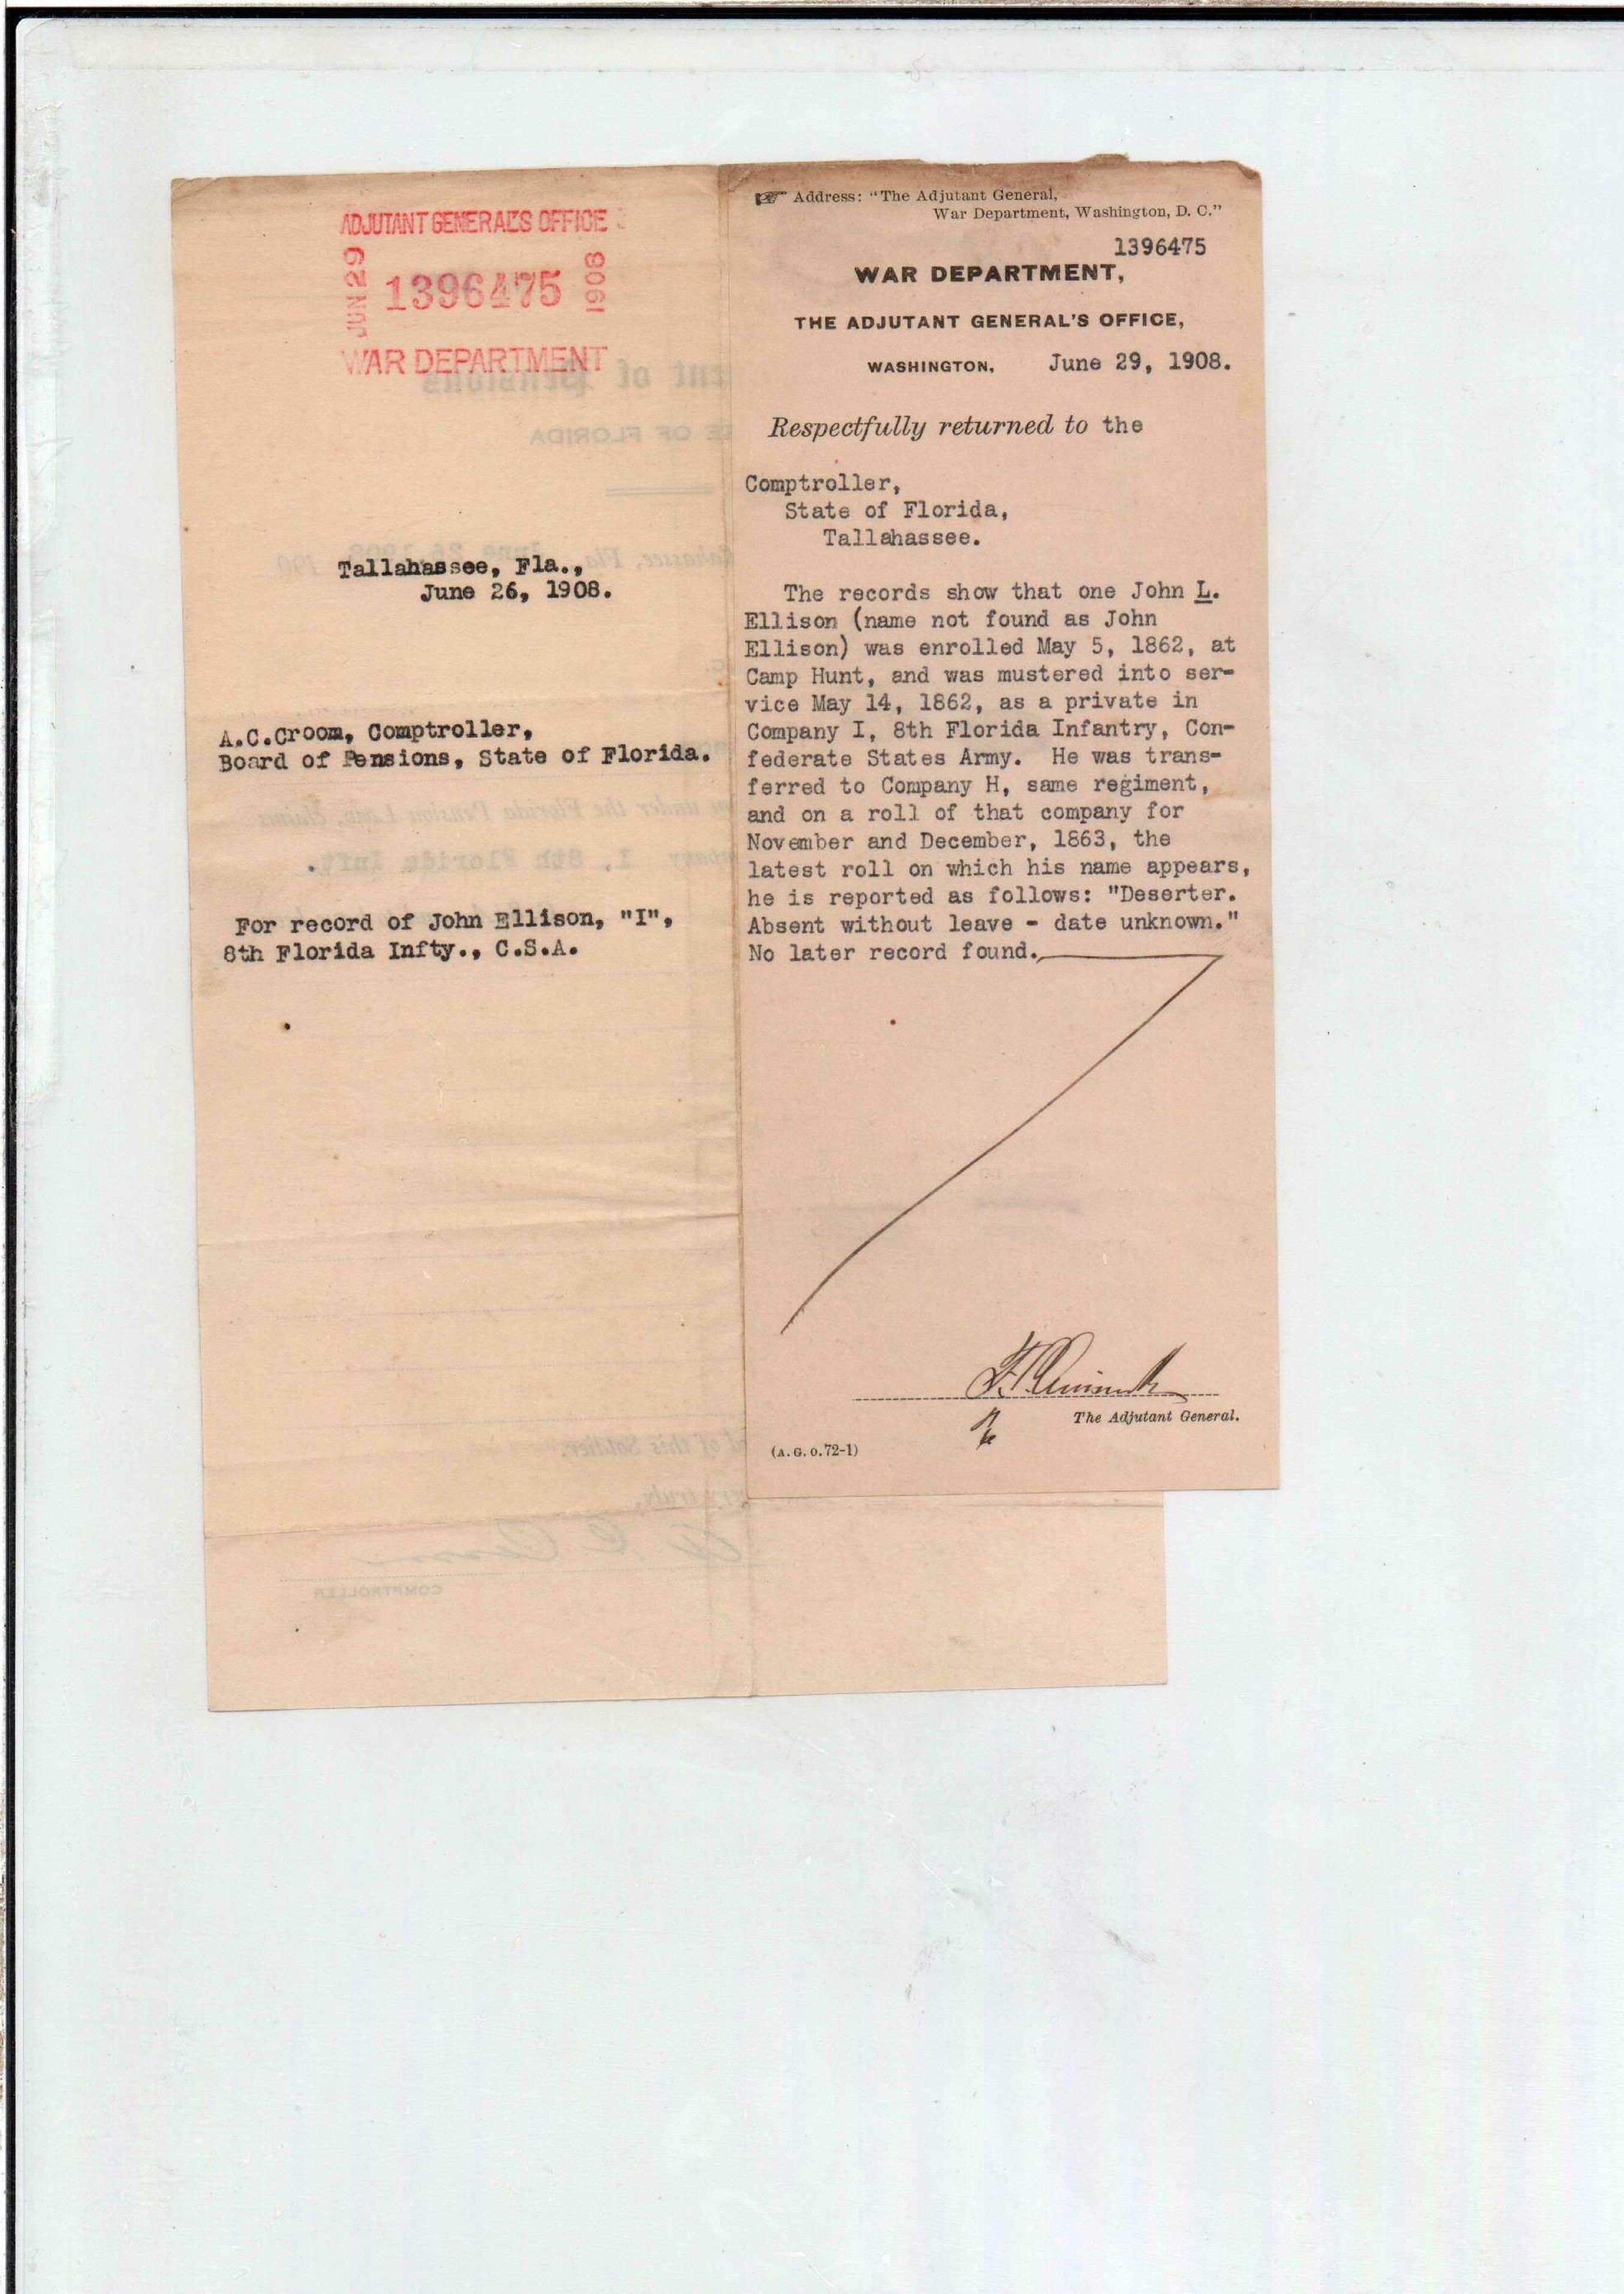 ADJUTANT GENERAL'S OFFICE
JUN 29
1396475
1908
WAR DEPARTMENT
Tallahassee, Fla.,
June 26, 1908.
A.C.Croom, Comptroller,
Board of Pensions, State of Florida.
For record of John Ellison, "I",
8th Florida Infty., C.S.A.
☞ Address: "The Adjutant General,
War Department, Washington, D. C."
1396475
WAR DEPARTMENT,
THE ADJUTANT GENERAL'S OFFICE,
WASHINGTON, June 29, 1908.
Respectfully returned to the
Comptroller,
State of Florida,
Tallahassee.
The records show that one John L.
Ellison (name not found as John
Ellison) was enrolled May 5, 1862, at
Camp Hunt, and was mustered into ser-
vice May 14, 1862, as a private in
Company I, 8th Florida Infantry, Con-
federate States Army. He was trans-
ferred to Company H, same regiment,
and on a roll of that company for
November and December, 1863, the
latest roll on which his name appears,
he is reported as follows: "Deserter.
Absent without leave - date unknown."
No later record found.
The Adjutant General.
(A. G. O. 72-1)